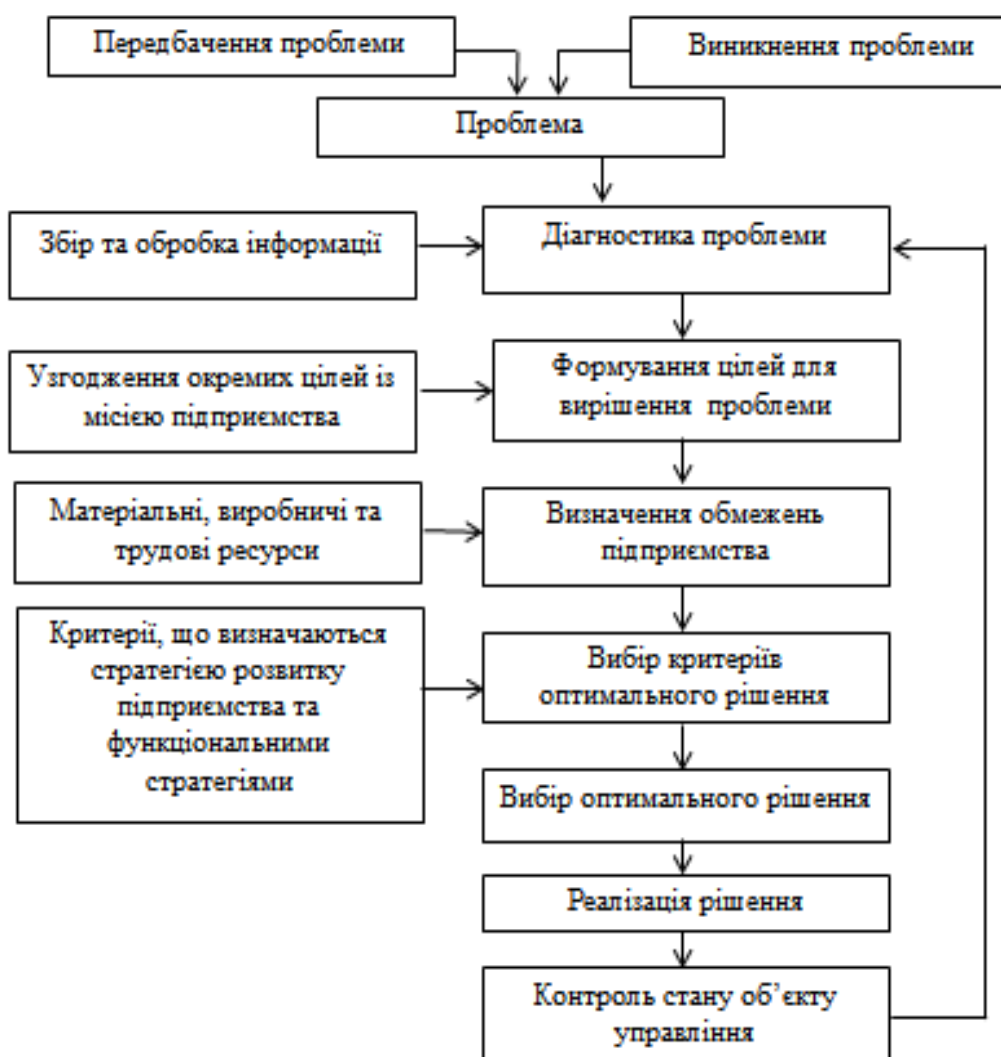 Передбачення проблеми
Виникнення проблеми
Проблема
Збір та обробка інформації
Діагностика проблеми
Узгодження окремих цілей із
місією підприємства
Формування цілей для
вирішення проблеми
Матеріальні, виробничі та
трудові ресурси
Визначення обмежень
підприємства
Критерії, що визначаються
стратегією розвитку
підприємства та
функціональними
стратегіями
Вибір критеріїв
оптимального рішення
Вибір оптимального рішення
Реалізація рішення
Контроль стану об’єкту
управління